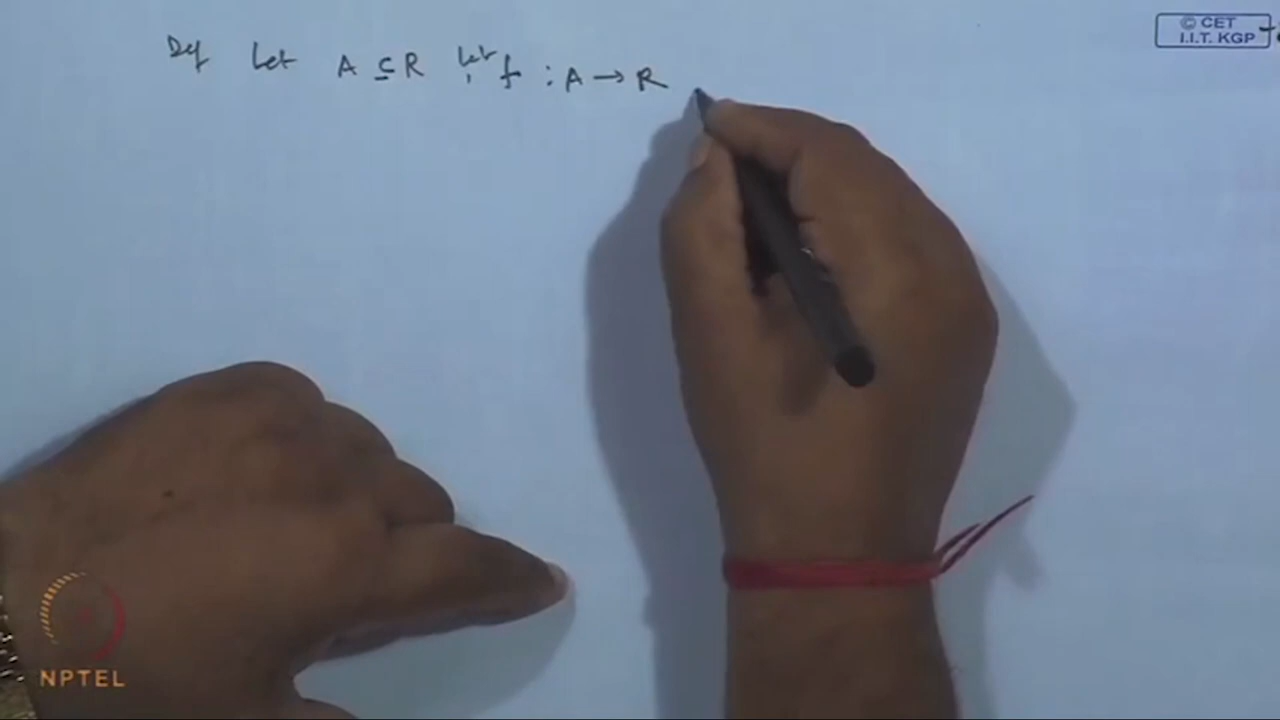 Def Let A ⊆ R, let f : A → R
© CET
I.I.T. KGP
NPTEL